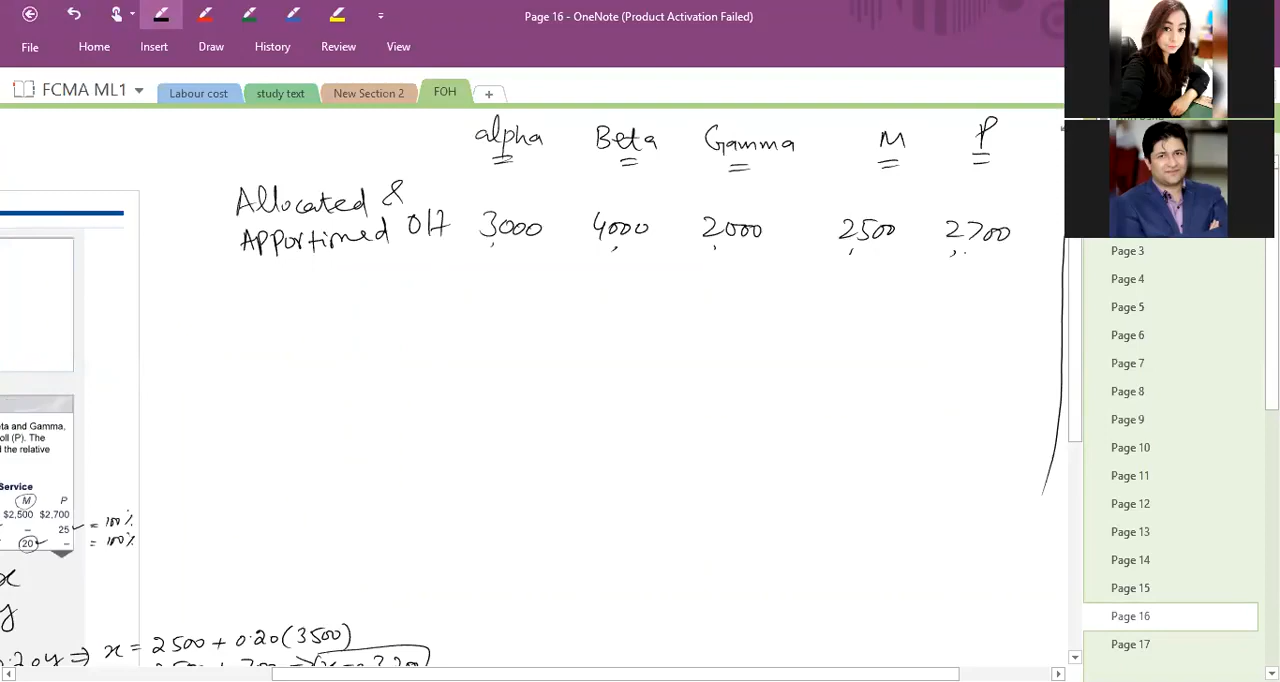 Page 16 - OneNote (Product Activation Failed)
File Home Insert Draw History Review View
FCMA ML1 Labour cost study text New Section 2 FOH +
alpha Beta Gamma M P
Allocated &
Apportioned O/H 3000 4000 2000 2500 2700
Page 3
Page 4
Page 5
Page 6
Page 7
Page 8
Page 9
Page 10
Page 11
Page 12
Page 13
Page 14
Page 15
Page 16
Page 17
eta and Gamma,
oll (P). The
d the relative
Service
M P
$2,500 $2,700
– 25 = 100%
20 – = 100%
x
y
0.20y ⇒ x = 2500 + 0.20(3500)